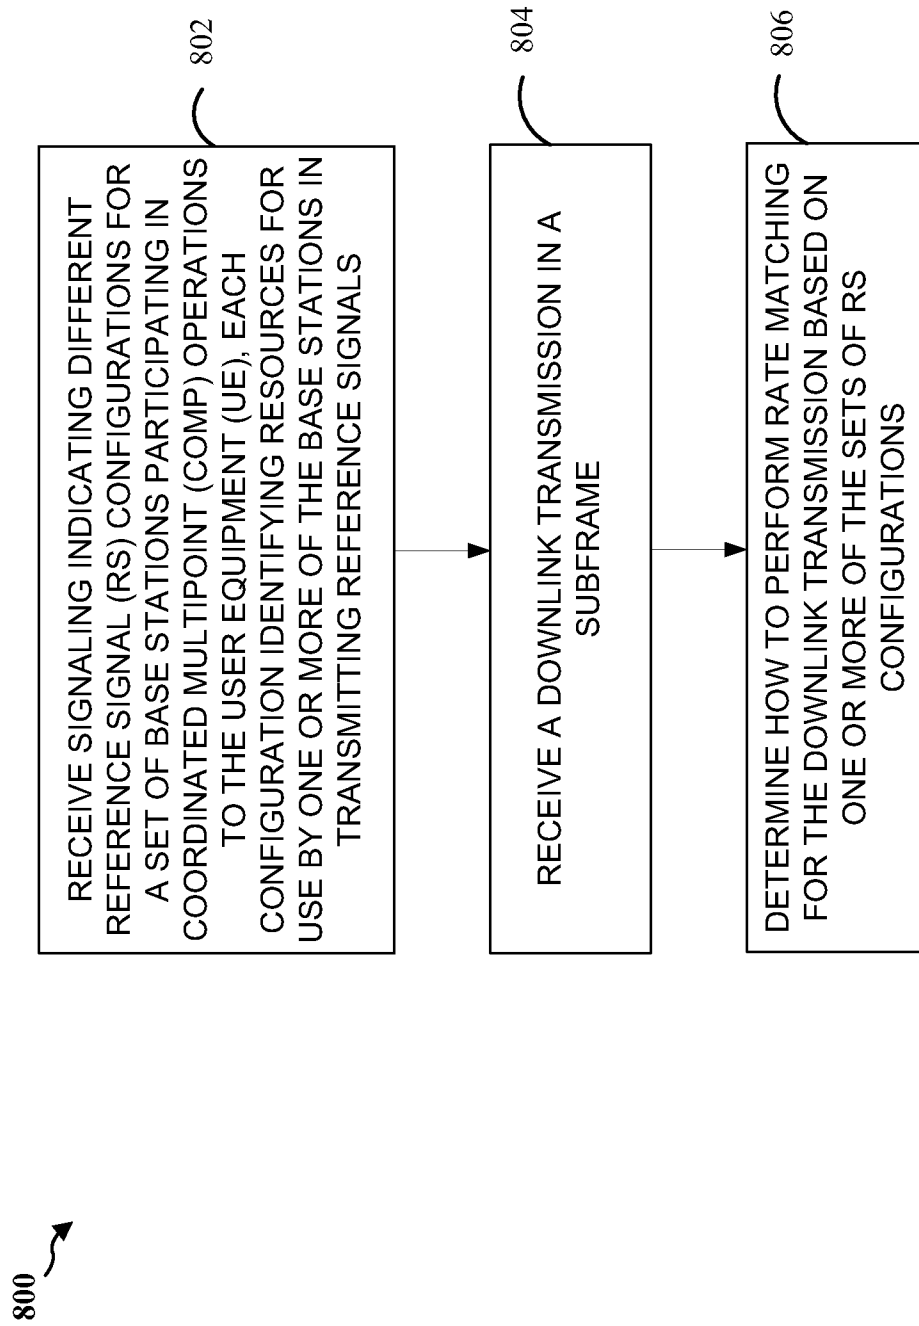 800
RECEIVE SIGNALING INDICATING DIFFERENT
REFERENCE SIGNAL (RS) CONFIGURATIONS FOR
A SET OF BASE STATIONS PARTICIPATING IN
COORDINATED MULTIPOINT (COMP) OPERATIONS
TO THE USER EQUIPMENT (UE), EACH
CONFIGURATION IDENTIFYING RESOURCES FOR
USE BY ONE OR MORE OF THE BASE STATIONS IN
TRANSMITTING REFERENCE SIGNALS
802
RECEIVE A DOWNLINK TRANSMISSION IN A
SUBFRAME
804
DETERMINE HOW TO PERFORM RATE MATCHING
FOR THE DOWNLINK TRANSMISSION BASED ON
ONE OR MORE OF THE SETS OF RS
CONFIGURATIONS
806